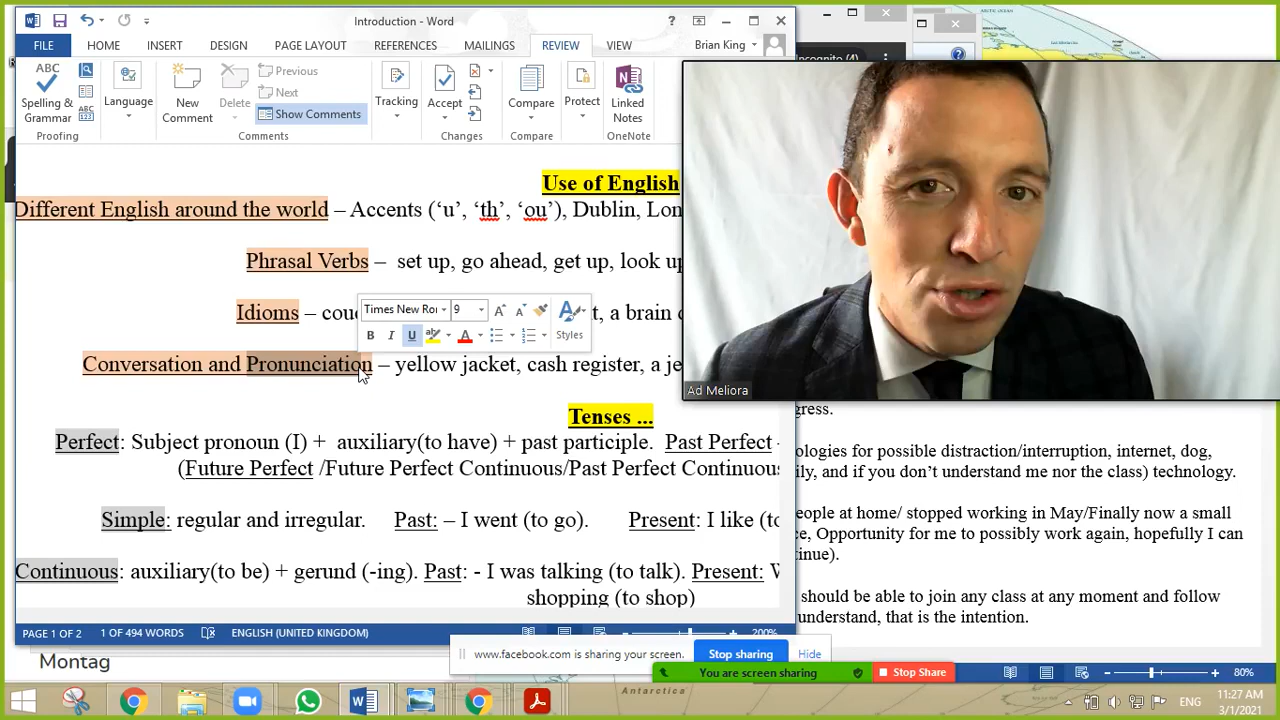 Introduction - Word
FILE HOME INSERT DESIGN PAGE LAYOUT REFERENCES MAILINGS REVIEW VIEW
Brian King
Incognito (4)
ABC
Spelling & Grammar
ABC
123
Proofing
Language
New Comment
Delete
Previous
Next
Show Comments
Comments
Tracking
Accept
Changes
Compare
Compare
Protect
Linked Notes
OneNote
Use of English
Different English around the world – Accents (‘u’, ‘th’, ‘ou’), Dublin, Lon
Phrasal Verbs – set up, go ahead, get up, look up
Idioms – cou
t, a brain
Times New Ro
9
B I U
Styles
Conversation and Pronunciation – yellow jacket, cash register, a je
Tenses ...
Perfect: Subject pronoun (I) + auxiliary(to have) + past participle. Past Perfect -
(Future Perfect /Future Perfect Continuous/Past Perfect Continuous
Simple: regular and irregular. Past: – I went (to go). Present: I like (to
Continuous: auxiliary(to be) + gerund (-ing). Past: - I was talking (to talk). Present: W
shopping (to shop)
Ad Meliora
gress.
ologies for possible distraction/interruption, internet, dog,
ily, and if you don’t understand me nor the class) technology.
eople at home/ stopped working in May/Finally now a small
ce, Opportunity for me to possibly work again, hopefully I can
tinue).
should be able to join any class at any moment and follow
understand, that is the intention.
PAGE 1 OF 2 1 OF 494 WORDS ENGLISH (UNITED KINGDOM) 200%
Montag
www.facebook.com is sharing your screen. Stop sharing Hide
You are screen sharing Stop Share
80%
Antarctica
ENG
11:27 AM
3/1/2021